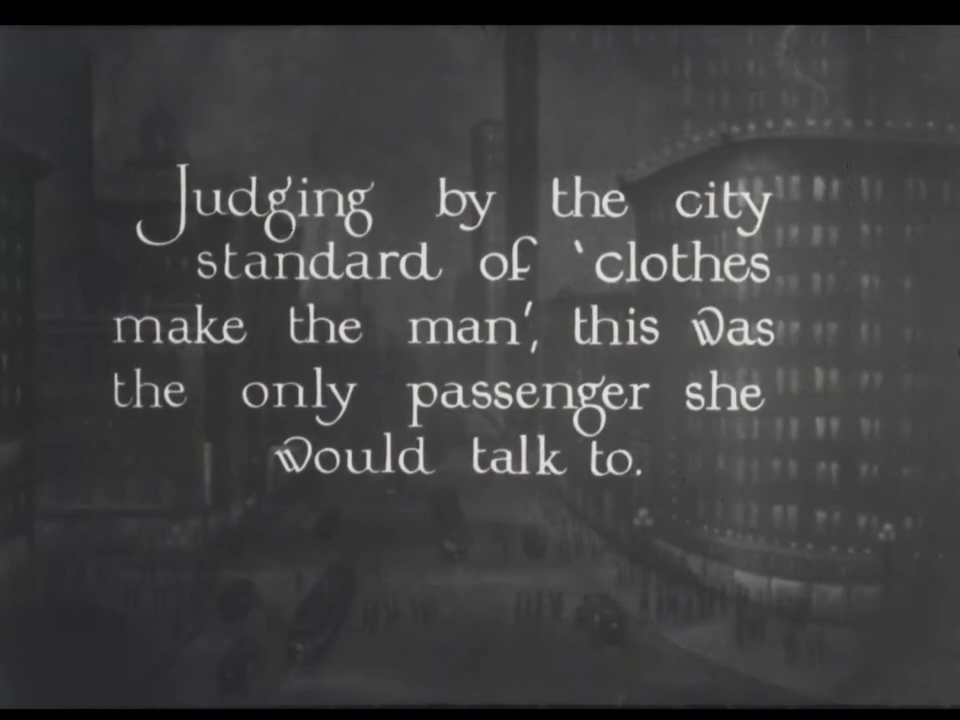 Judging by the city
standard of ‘clothes
make the man’, this was
the only passenger she
would talk to.